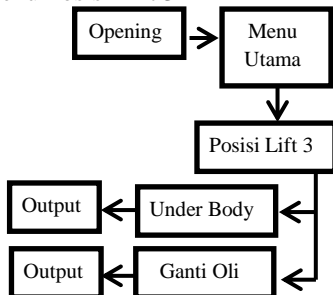 Opening
Menu
Utama
Posisi Lift 3
Output
Under Body
Output
Ganti Oli